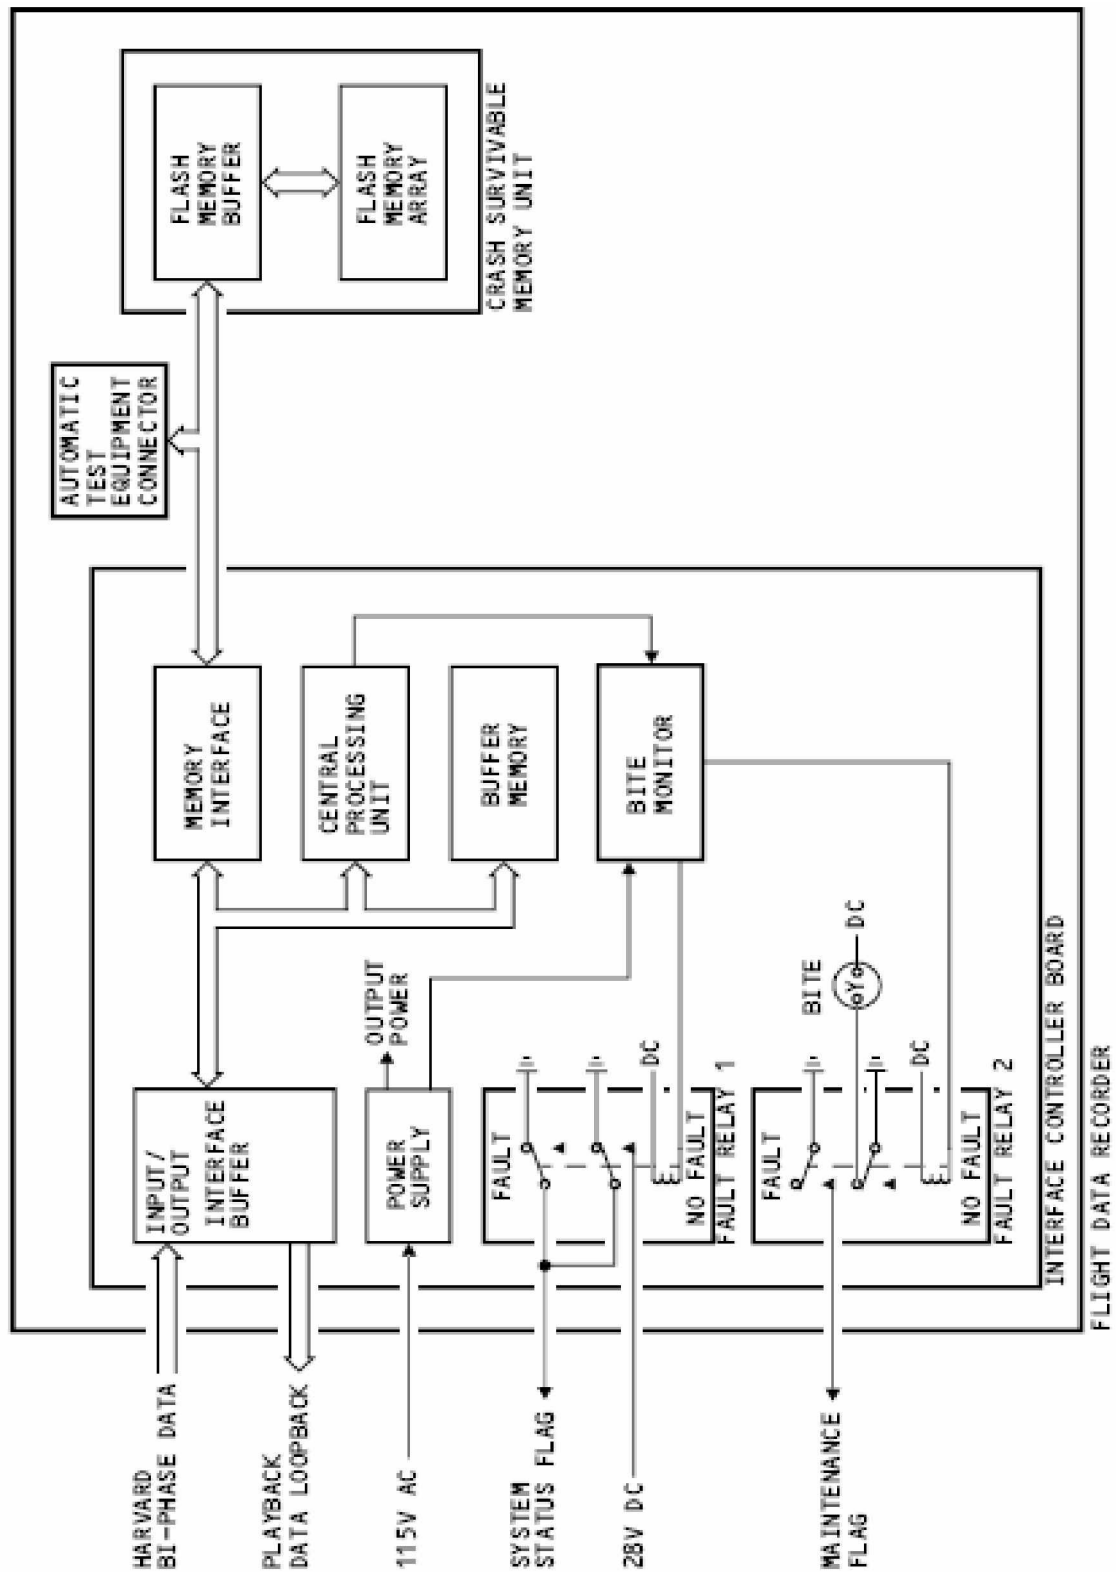 HARVARD
BI-PHASE DATA
PLAYBACK
DATA LOOPBACK
115V AC
SYSTEM
STATUS FLAG
28V DC
MAINTENANCE
FLAG
INPUT/
OUTPUT
INTERFACE
BUFFER
POWER
SUPPLY
OUTPUT
POWER
FAULT
DC
NO FAULT
FAULT RELAY 1
FAULT
BITE
Y
DC
DC
NO FAULT
FAULT RELAY 2
MEMORY
INTERFACE
CENTRAL
PROCESSING
UNIT
BUFFER
MEMORY
BITE
MONITOR
INTERFACE CONTROLLER BOARD
AUTOMATIC
TEST
EQUIPMENT
CONNECTOR
FLASH
MEMORY
BUFFER
FLASH
MEMORY
ARRAY
CRASH SURVIVABLE
MEMORY UNIT
FLIGHT DATA RECORDER